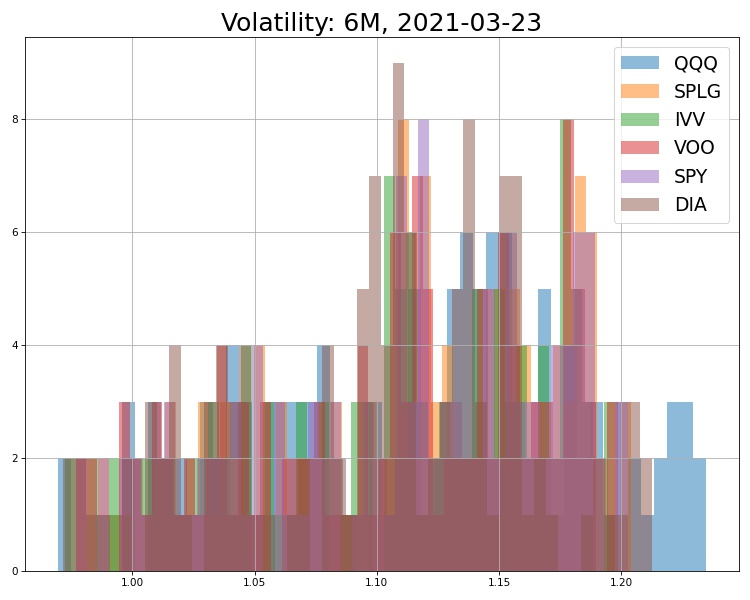 Volatility: 6M, 2021-03-23
QQQ
SPLG
IVV
VOO
SPY
DIA
8
6
4
2
0
1.00 1.05 1.10 1.15 1.20